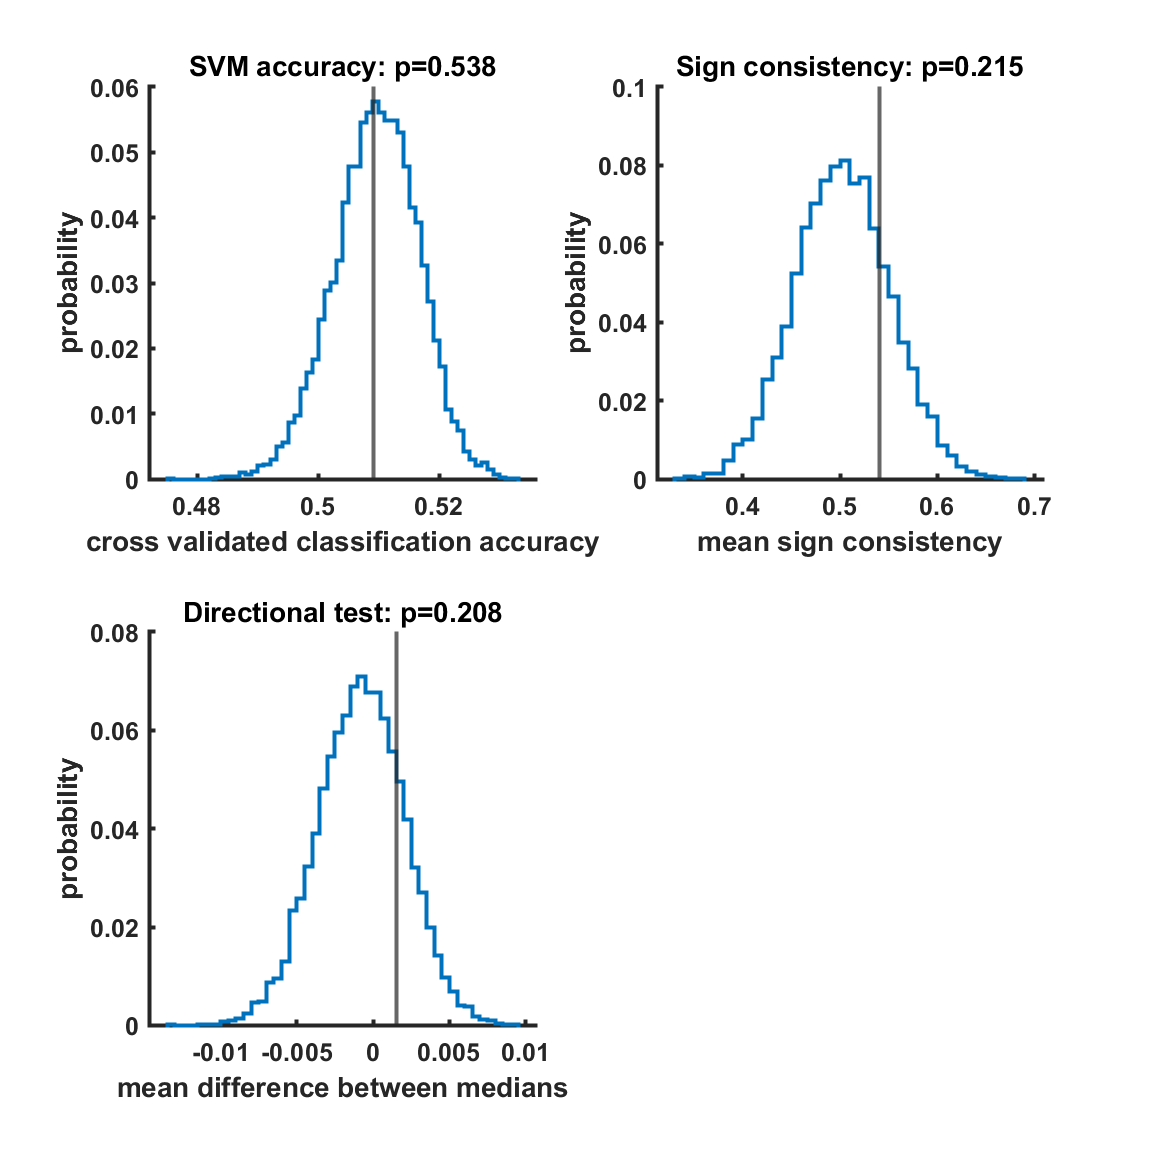 SVM accuracy: p=0.538
0.06
0.05
0.04
0.03
0.02
0.01
0
probability
0.48 0.5 0.52
cross validated classification accuracy
Sign consistency: p=0.215
0.1
0.08
0.06
0.04
0.02
0
probability
0.4 0.5 0.6 0.7
mean sign consistency
Directional test: p=0.208
0.08
0.06
0.04
0.02
0
probability
-0.01 -0.005 0 0.005 0.01
mean difference between medians